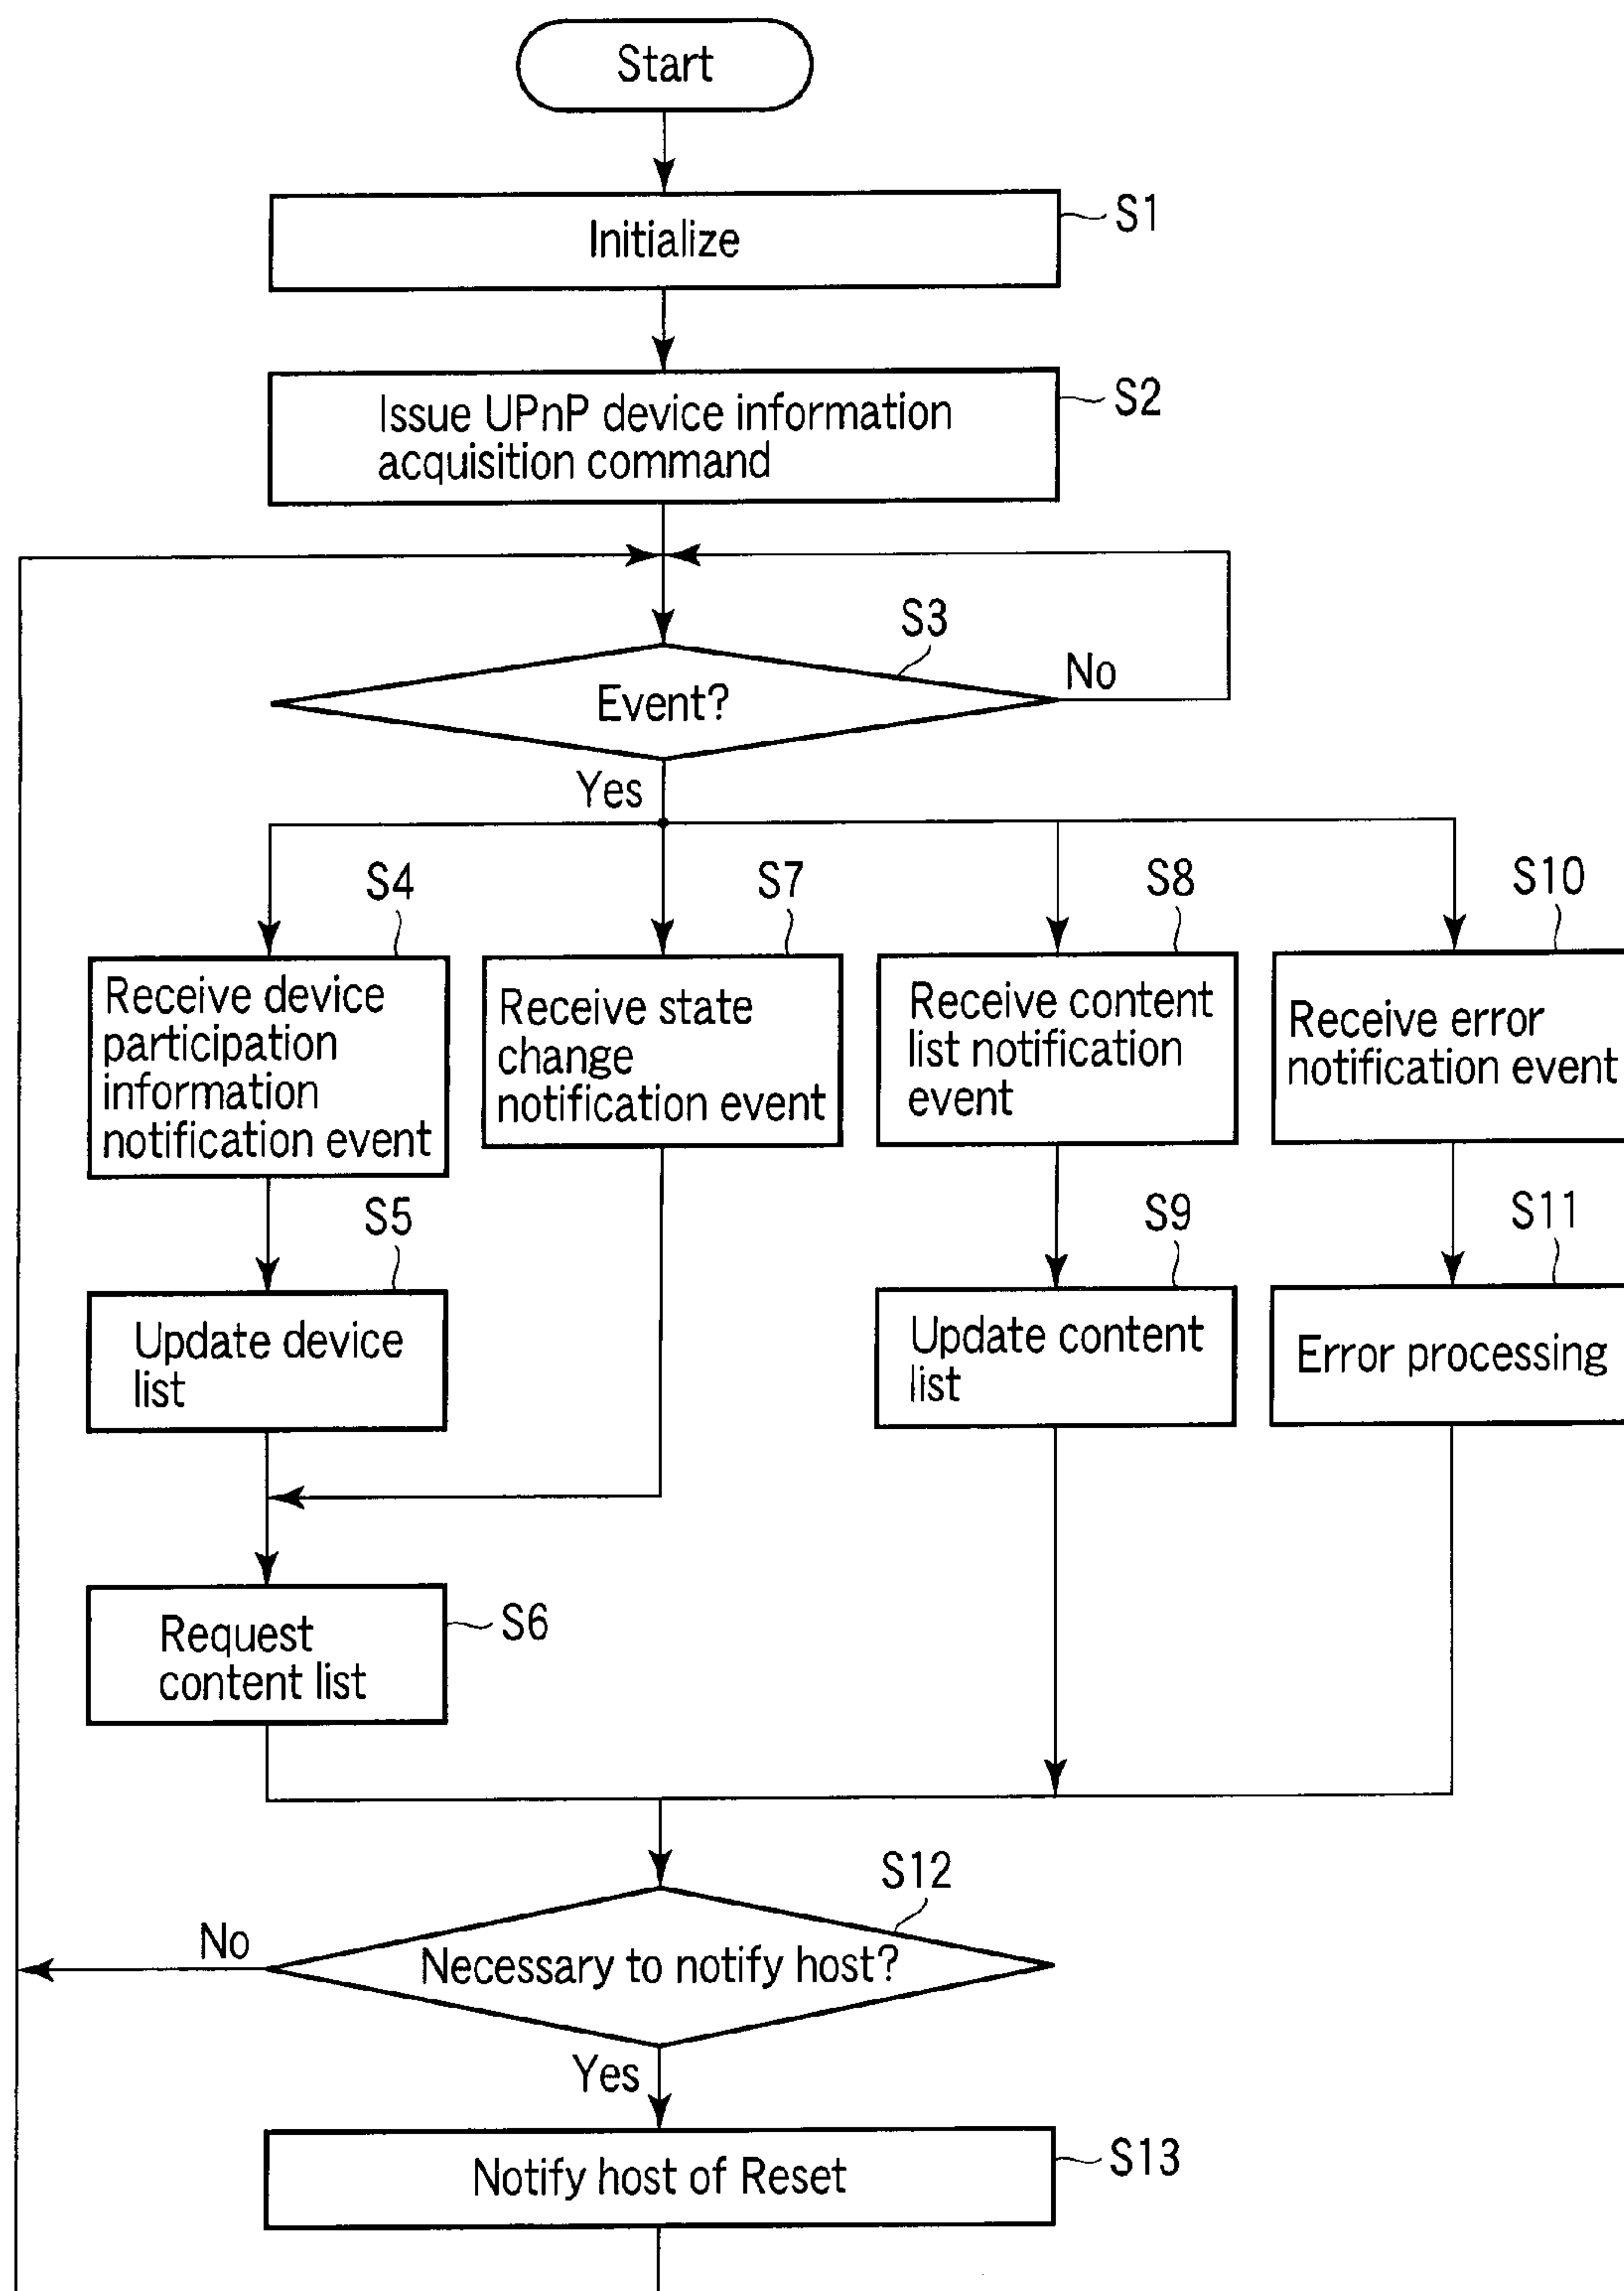 Start
Initialize
S1
Issue UPnP device information
acquisition command
S2
S3
Event?
No
Yes
S4
S7
S8
S10
Receive device
participation
information
notification event
Receive state
change
notification event
Receive content
list notification
event
Receive error
notification event
S5
S9
S11
Update device
list
Update content
list
Error processing
Request
content list
S6
S12
No
Necessary to notify host?
Yes
Notify host of Reset
S13